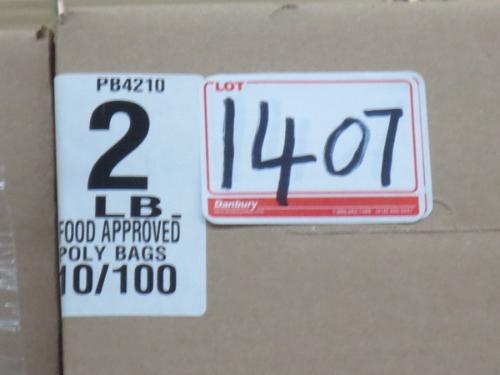 PB4210
2
LB
FOOD APPROVED
POLY BAGS
10/100
LOT
1407
Danbury